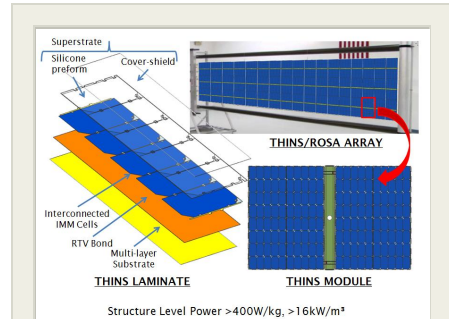 Superstrate
Silicone
preform
Cover-shield
THINS/ROSA ARRAY
Interconnected
IMM Cells
RTV Bond
Multi-layer
Substrate
THINS LAMINATE
THINS MODULE
Structure Level Power >400W/kg, >16kW/m³